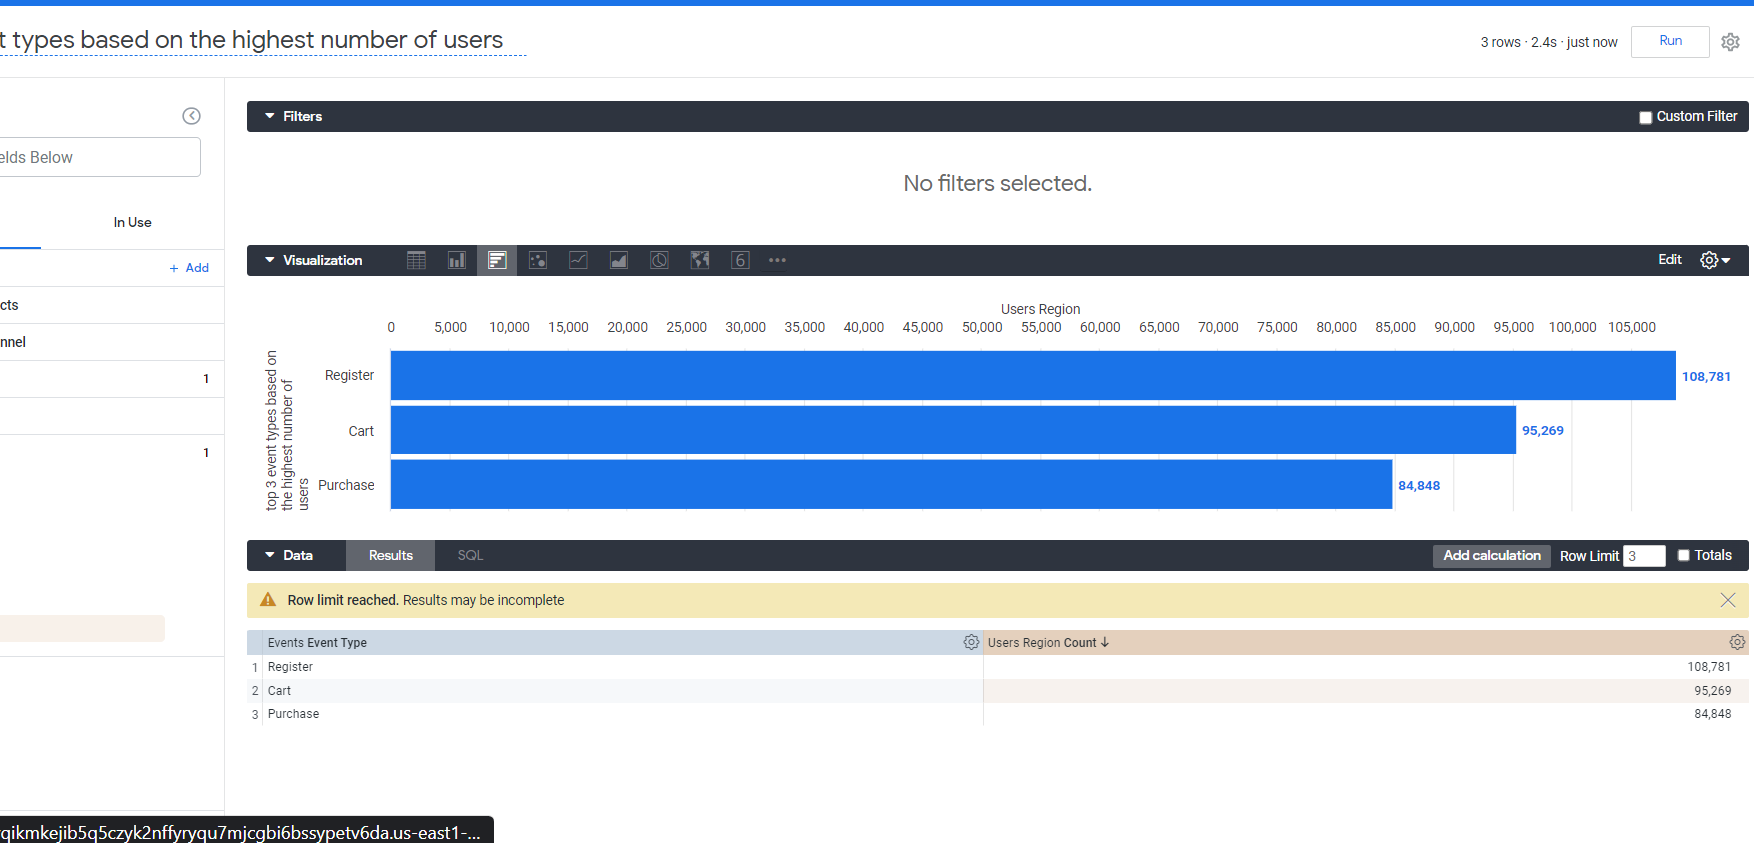 t types based on the highest number of users
3 rows · 2.4s · just now
Run
Filters
Custom Filter
elds Below
No filters selected.
In Use
Visualization
6
Edit
+ Add
cts
nnel
1
1
Users Region
0 5,000 10,000 15,000 20,000 25,000 30,000 35,000 40,000 45,000 50,000 55,000 60,000 65,000 70,000 75,000 80,000 85,000 90,000 95,000 100,000 105,000
top 3 event types based on
the highest number of
users
Register 108,781
Cart 95,269
Purchase 84,848
Data Results SQL Add calculation Row Limit 3 Totals
Row limit reached. Results may be incomplete
Events Event Type Users Region Count ↓
1 Register 108,781
2 Cart 95,269
3 Purchase 84,848
qikmkejib5q5czyk2nffyryqu7mjcgbi6bssypetv6da.us-east1-...